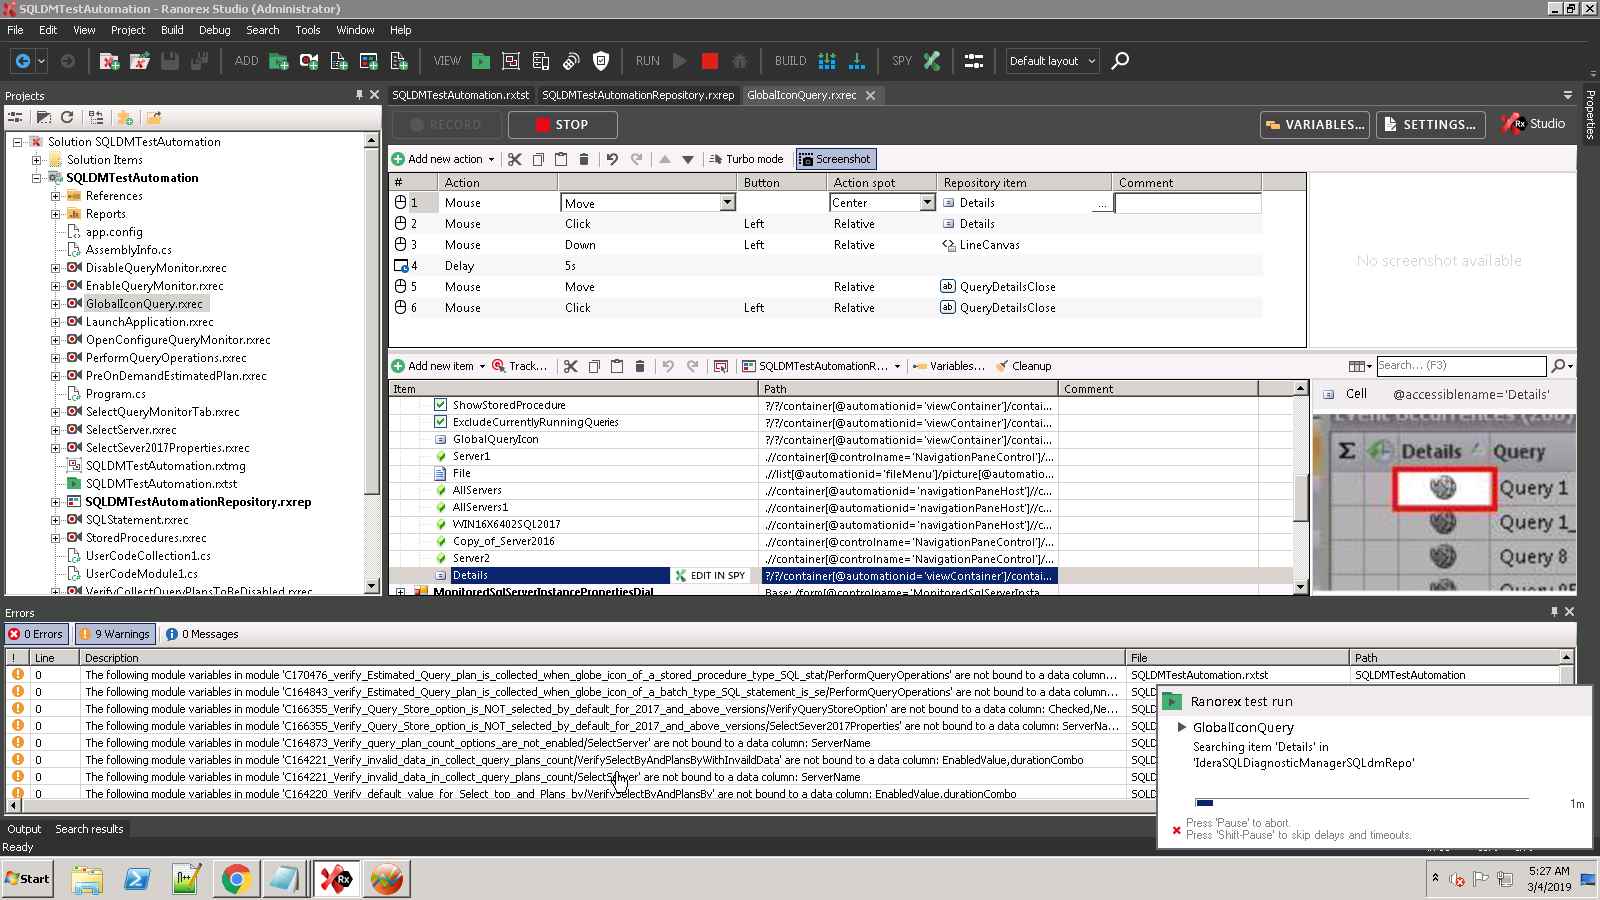 SQLDMTestAutomation - Ranorex Studio (Administrator)
File Edit View Project Build Debug Search Tools Window Help
ADD VIEW RUN BUILD SPY Default layout
Projects
SQLDMTestAutomation.rxtst SQLDMTestAutomationRepository.rxrep GlobalIconQuery.rxrec
Properties
RECORD STOP VARIABLES... SETTINGS... Rx Studio
Add new action Turbo mode Screenshot
# Action Button Action spot Repository item Comment
1 Mouse Move Center Details ...
2 Mouse Click Left Relative Details
3 Mouse Down Left Relative LineCanvas
4 Delay 5s
5 Mouse Move Relative ab QueryDetailsClose
6 Mouse Click Left Relative ab QueryDetailsClose
No screenshot available
Solution SQLDMTestAutomation
Solution Items
SQLDMTestAutomation
References
Reports
app.config
AssemblyInfo.cs
DisableQueryMonitor.rxrec
EnableQueryMonitor.rxrec
GlobalIconQuery.rxrec
LaunchApplication.rxrec
OpenConfigureQueryMonitor.rxrec
PerformQueryOperations.rxrec
PreOnDemandEstimatedPlan.rxrec
Program.cs
SelectQueryMonitorTab.rxrec
SelectServer.rxrec
SelectSever2017Properties.rxrec
SQLDMTestAutomation.rxtmg
SQLDMTestAutomation.rxtst
SQLDMTestAutomationRepository.rxrep
SQLStatement.rxrec
StoredProcedures.rxrec
UserCodeCollection1.cs
UserCodeModule1.cs
VerifyCollectQueryPlansToBeDisabled.rxrec
Add new item Track... SQLDMTestAutomationR... Variables... Cleanup Search... (F3)
Item Path Comment
ShowStoredProcedure ?/?/container[@automationid='viewContainer']/contai...
ExcludeCurrentlyRunningQueries ?/?/container[@automationid='viewContainer']/contai...
GlobalQueryIcon ?/?/container[@automationid='viewContainer']/contai...
Server1 .//container[@controlname='NavigationPaneControl']/...
File .//list[@automationid='fileMenu']/picture[@automatio...
AllServers .//container[@automationid='navigationPaneHost']//c...
AllServers1 .//container[@automationid='navigationPaneHost']//c...
WIN16X6402SQL2017 .//container[@automationid='navigationPaneHost']//c...
Copy_of_Server2016 .//container[@controlname='NavigationPaneControl']/...
Server2 .//container[@controlname='NavigationPaneControl']/...
Details EDIT IN SPY ?/?/container[@automationid='viewContainer']/contai...
MonitoredSqlServerInstancePropertiesDial Base: /form[@controlname='MonitoredSqlServerInsta...
Cell @accessiblename='Details'
Σ Details Query
Query 1
Query 1_
Query 8
Errors
0 Errors 9 Warnings 0 Messages
! Line Description File Path
0 The following module variables in module 'C170476_Verify_Estimated_Query_plan_is_collected_when_globe_icon_of_a_stored_procedure_type_SQL_stat/PerformQueryOperations' are not bound to a data column... SQLDMTestAutomation.rxtst SQLDMTestAutomation
0 The following module variables in module 'C164843_Verify_Estimated_Query_plan_is_collected_when_globe_icon_of_a_batch_type_SQL_statement_is_se/PerformQueryOperations' are not bound to a data column... SQLD
0 The following module variables in module 'C166355_Verify_Query_Store_option_is_NOT_selected_by_default_for_2017_and_above_versions/VerifyQueryStoreOption' are not bound to a data column: Checked,Ne... SQLD
0 The following module variables in module 'C166355_Verify_Query_Store_option_is_NOT_selected_by_default_for_2017_and_above_versions/SelectSever2017Properties' are not bound to a data column: ServerNa... SQLD
0 The following module variables in module 'C164873_Verify_query_plan_count_options_are_not_enabled/SelectServer' are not bound to a data column: ServerName SQLD
0 The following module variables in module 'C164221_Verify_invalid_data_in_collect_query_plans_count/VerifySelectByAndPlansByWithInvaildData' are not bound to a data column: EnabledValue,durationCombo SQLD
0 The following module variables in module 'C164221_Verify_invalid_data_in_collect_query_plans_count/SelectServer' are not bound to a data column: ServerName SQLD
0 The following module variables in module 'C164220_Verify_default_value_for_Select_top_and_Plans_by/VerifySelectByAndPlansBy' are not bound to a data column: EnabledValue,durationCombo SQLD
Ranorex test run
GlobalIconQuery
Searching item 'Details' in
'IderaSQLDiagnosticManagerSQLdmRepo'
1m
Press 'Pause' to abort.
Press 'Shift-Pause' to skip delays and timeouts.
Output Search results
Ready
Start Rx 5:27 AM
3/4/2019